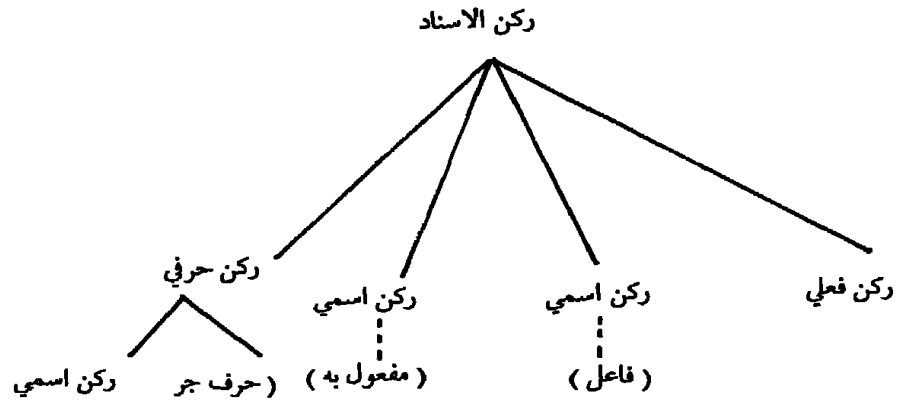 ركن الاسناد
ركن فعلي
ركن اسمي
ركن اسمي
ركن حرفي
( فاعل )
( مفعول به )
( حرف جر
ركن اسمي